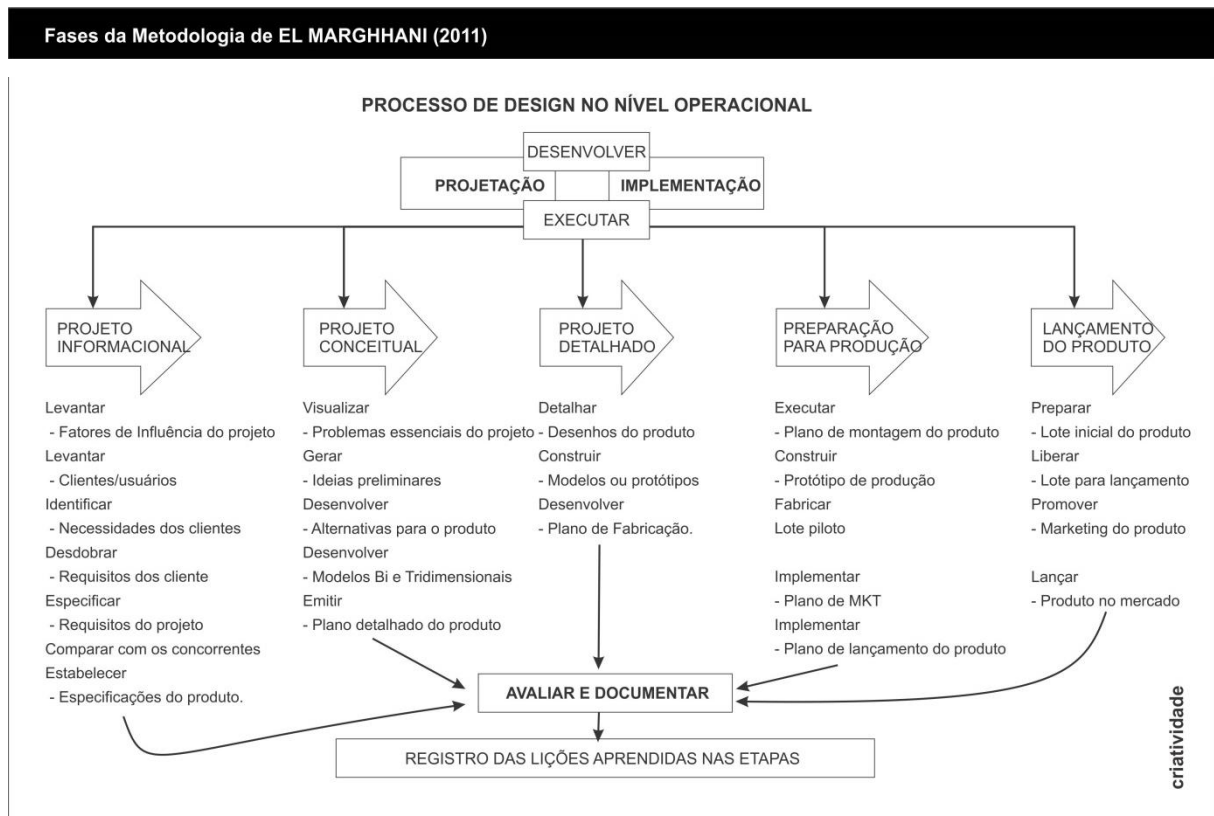 Fases da Metodologia de EL MARGHHANI (2011)
PROCESSO DE DESIGN NO NÍVEL OPERACIONAL
DESENVOLVER
PROJETAÇÃO
IMPLEMENTAÇÃO
EXECUTAR
PROJETO
INFORMACIONAL
Levantar
- Fatores de Influência do projeto
Levantar
- Clientes/usuários
Identificar
- Necessidades dos clientes
Desdobrar
- Requisitos dos cliente
Especificar
- Requisitos do projeto
Comparar com os concorrentes
Estabelecer
- Especificações do produto.
PROJETO
CONCEITUAL
Visualizar
- Problemas essenciais do projeto
Gerar
- Ideias preliminares
Desenvolver
- Alternativas para o produto
Desenvolver
- Modelos Bi e Tridimensionais
Emitir
- Plano detalhado do produto
PROJETO
DETALHADO
Detalhar
- Desenhos do produto
Construir
- Modelos ou protótipos
Desenvolver
- Plano de Fabricação.
PREPARAÇÃO
PARA PRODUÇÃO
Executar
- Plano de montagem do produto
Construir
- Protótipo de produção
Fabricar
Lote piloto
Implementar
- Plano de MKT
Implementar
- Plano de lançamento do produto
LANÇAMENTO
DO PRODUTO
Preparar
- Lote inicial do produto
Liberar
- Lote para lançamento
Promover
- Marketing do produto
Lançar
- Produto no mercado
AVALIAR E DOCUMENTAR
REGISTRO DAS LIÇÕES APRENDIDAS NAS ETAPAS
criatividade